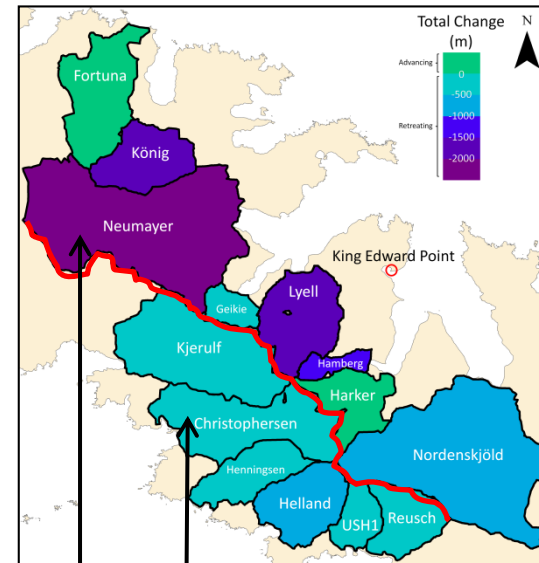 Total Change
(m)
N
Advancing
0
-500
Retreating
-1000
-1500
-2000
Fortuna
König
Neumayer
King Edward Point
Lyell
Geikie
Kjerulf
Hamberg
Harker
Christophersen
Nordenskjöld
Henningsen
Helland
USH1
Reusch